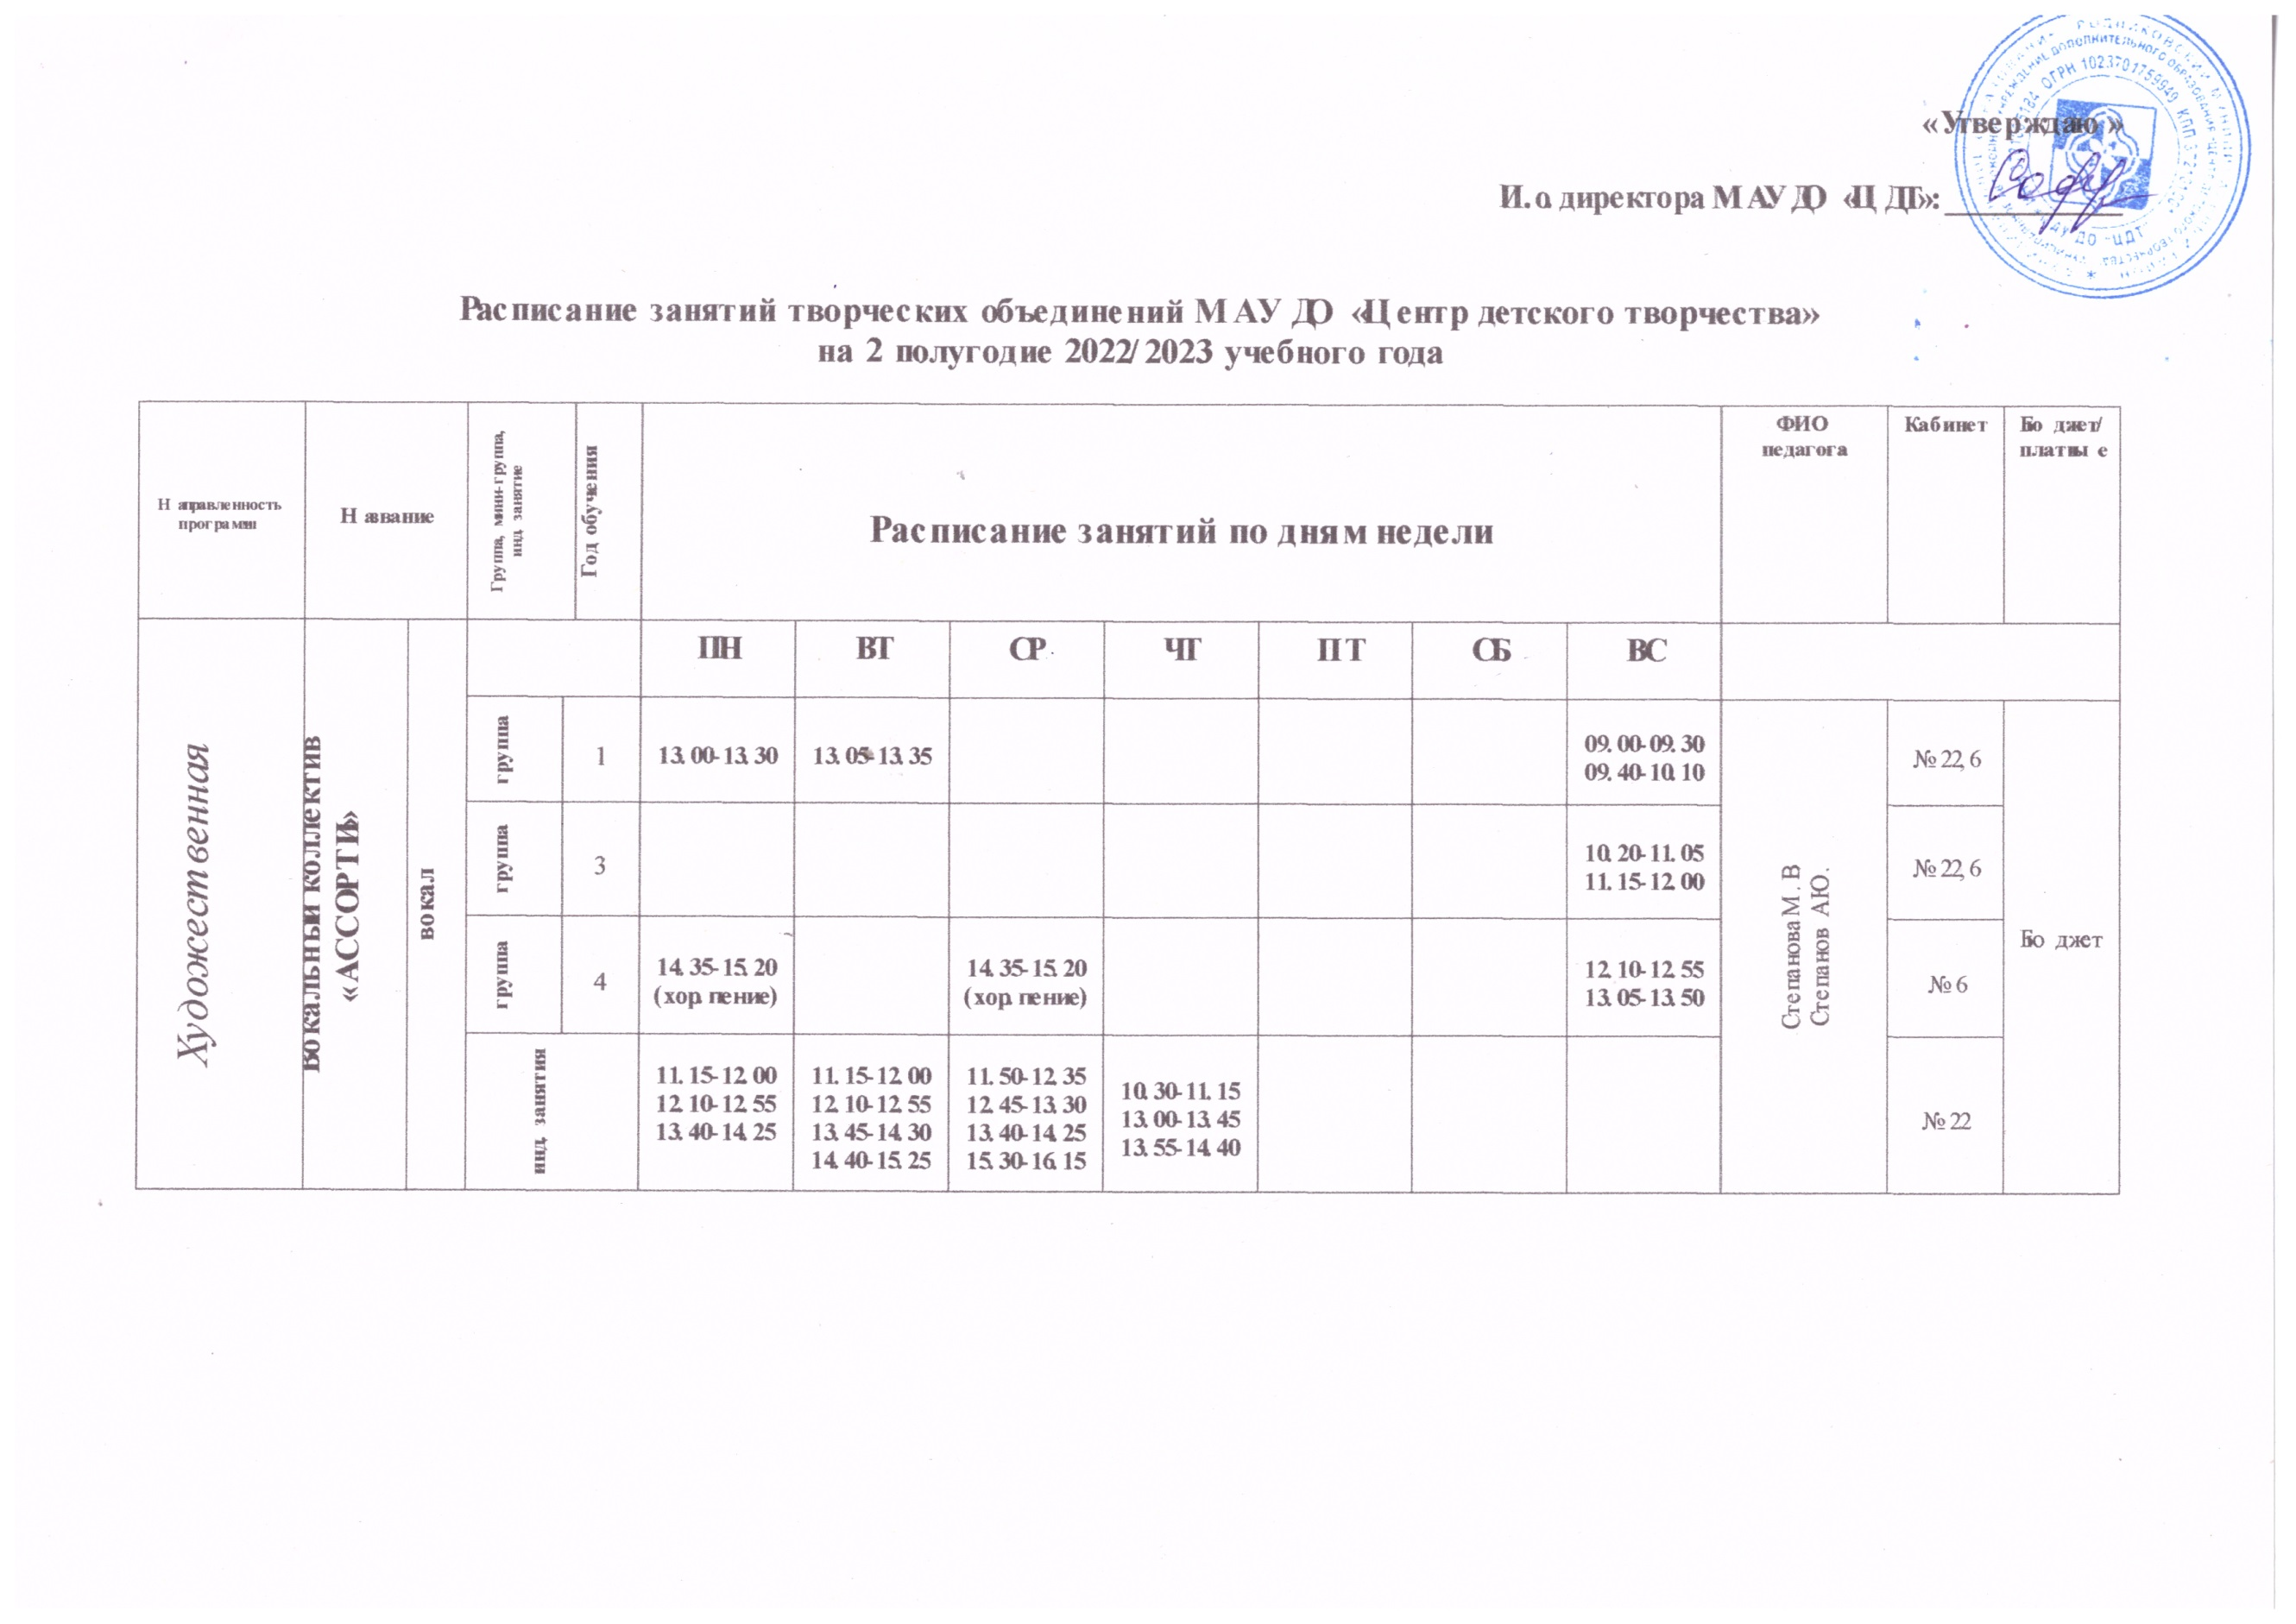 «Утверждаю»
И.о. директора МАУ ДО «ЦДТ»:
ОГРН 1023701759949 КПП
МАУ ДО ЦДТ
Расписание занятий творческих объединений МАУ ДО «Центр детского творчества»
на 2 полугодие 2022/2023 учебного года
Направленность
программы
Название
Группа, мини-группа,
инд. занятие
Год обучения
Расписание занятий по дням недели
ФИО
педагога
Кабинет
Бюджет/
платные
Художественная
Вокальный коллектив
«АССОРТИ»
вокал
ПН ВТ СР ЧТ ПТ СБ ВС
группа
1
13.00-13.30
13.05-13.35
09.00-09.30
09.40-10.10
№ 22,6
группа
3
10.20-11.05
11.15-12.00
№ 22,6
группа
4
14.35-15.20
(хор.пение)
14.35-15.20
(хор.пение)
12.10-12.55
13.05-13.50
№ 6
инд. занятия
11.15-12.00
12.10-12.55
13.40-14.25
11.15-12.00
12.10-12.55
13.45-14.30
14.40-15.25
11.50-12.35
12.45-13.30
13.40-14.25
15.30-16.15
10.30-11.15
13.00-13.45
13.55-14.40
№ 22
Степанова М.В
Степанов А.Ю.
Бюджет